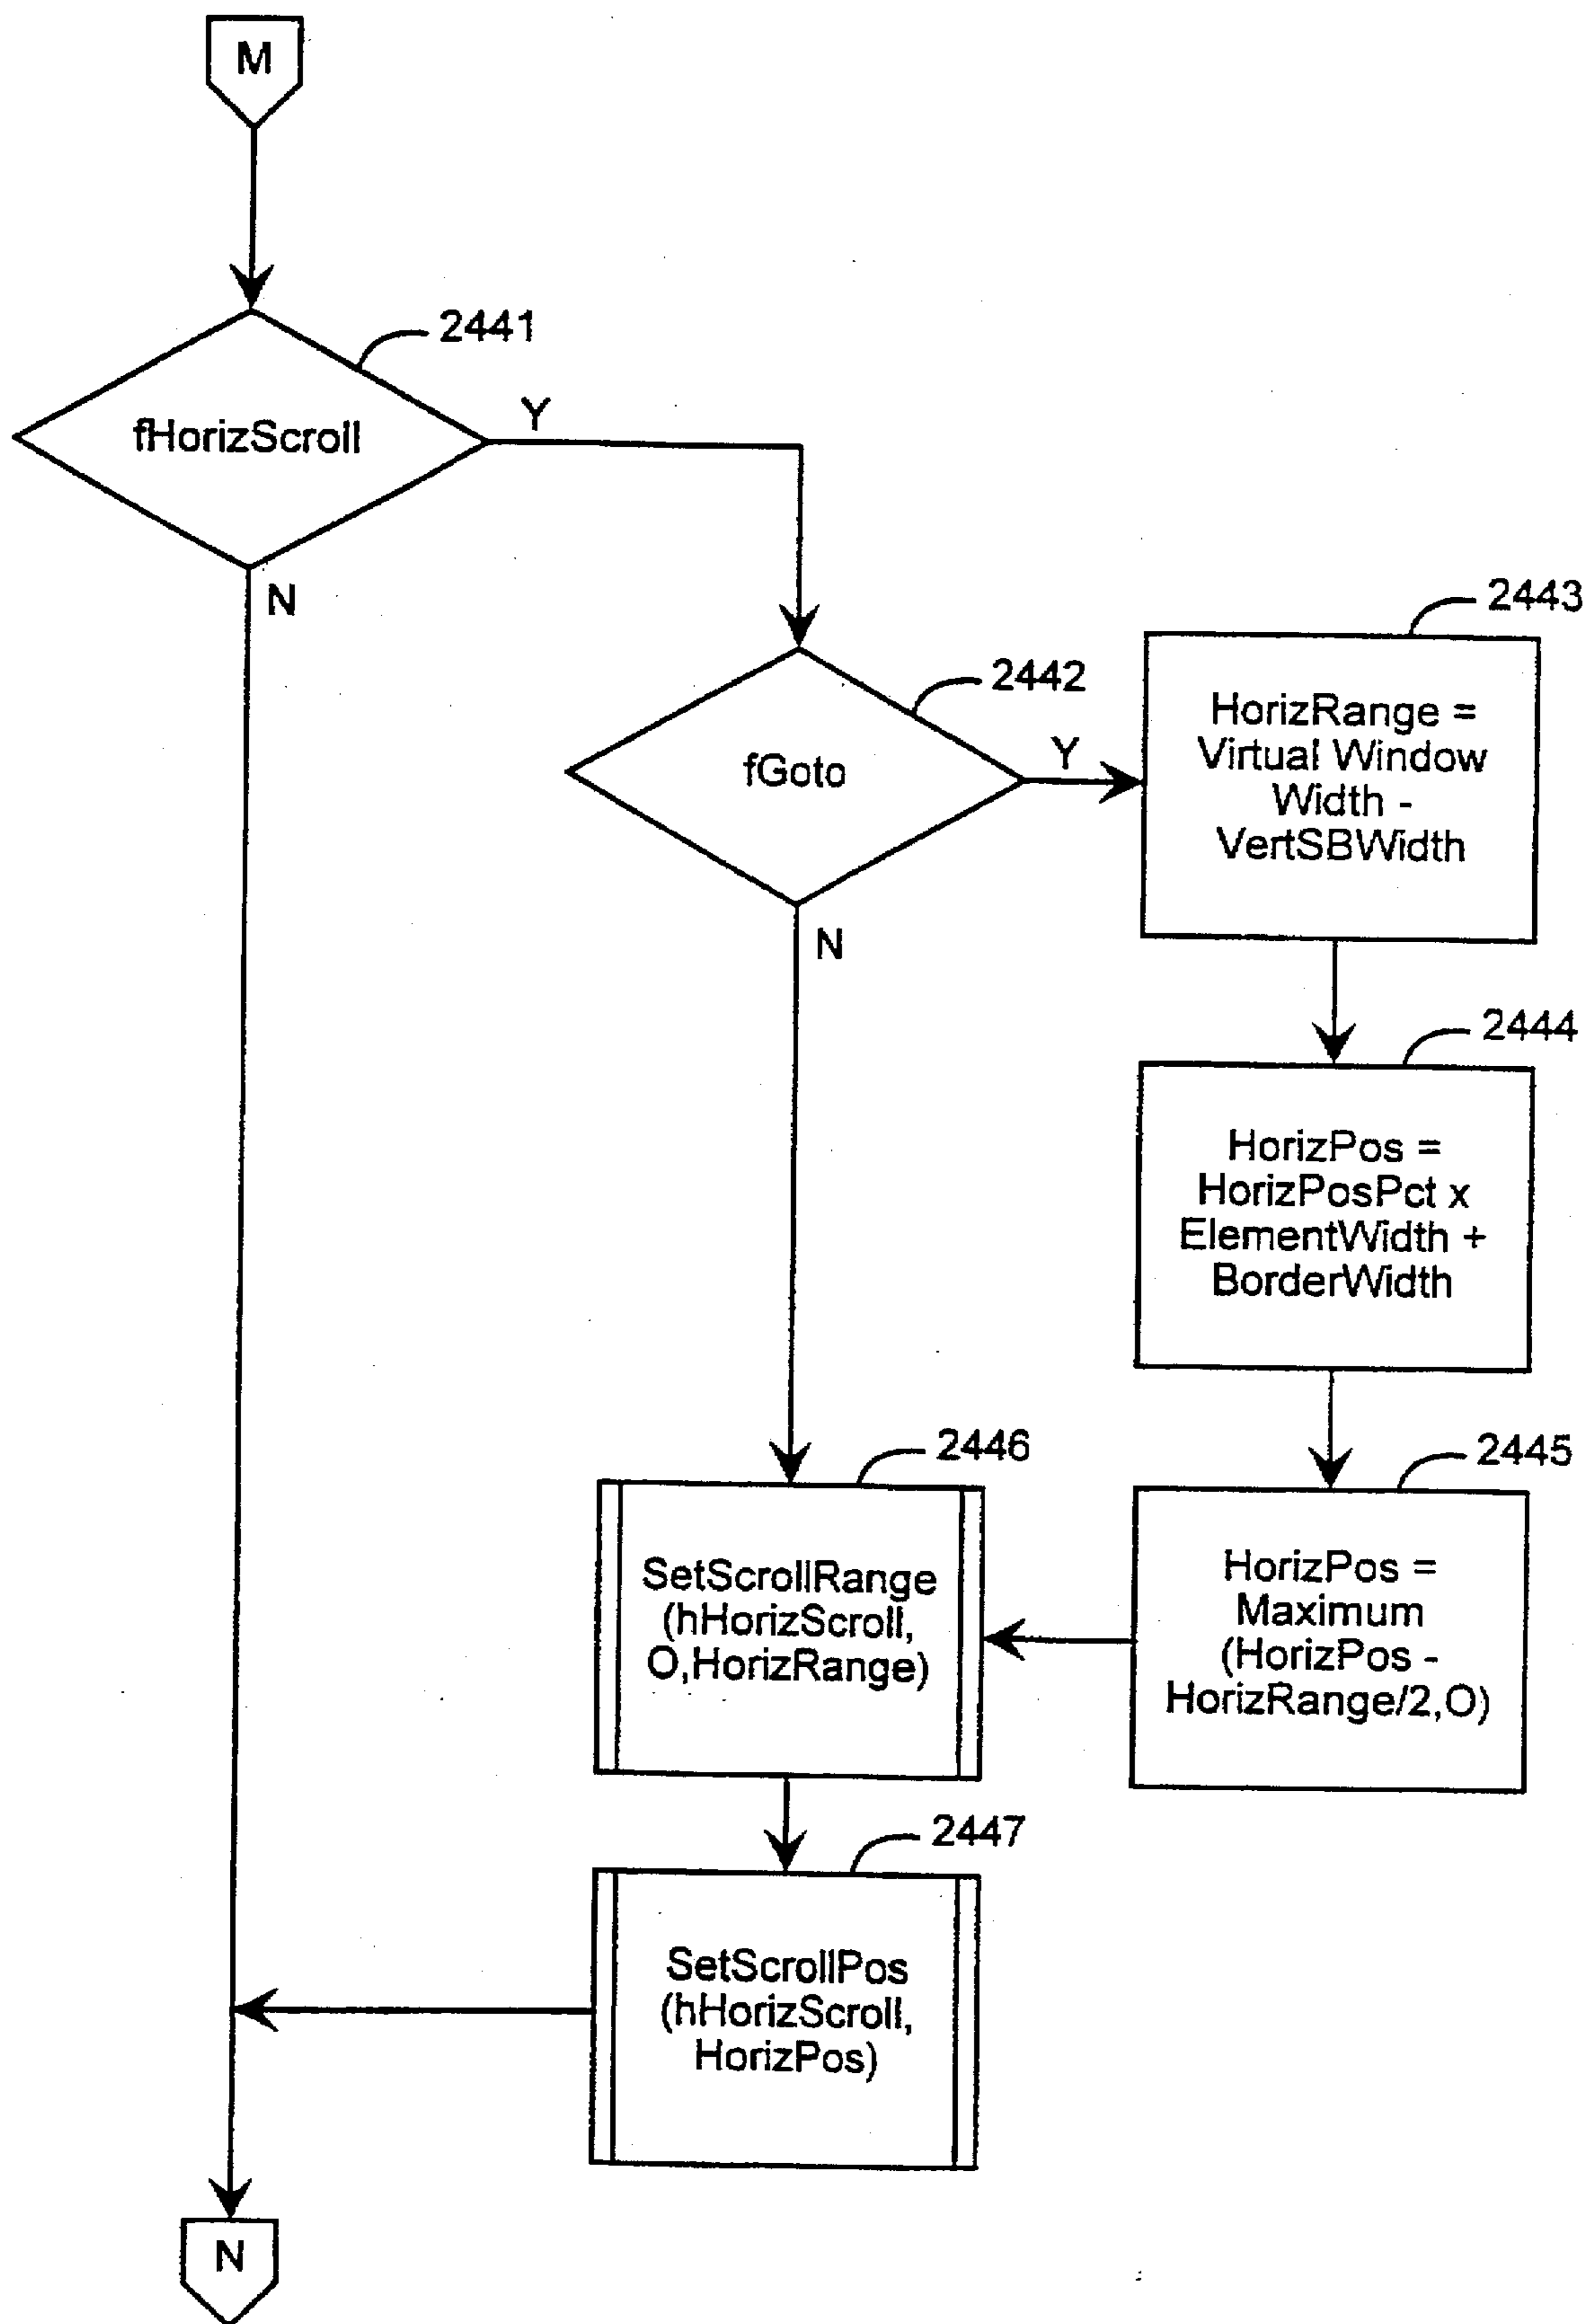 M
2441
fHorizScroll
Y
N
2443
2442
HorizRange =
Virtual Window
Width -
VertSBWidth
fGoto
Y
N
2444
HorizPos =
HorizPosPct x
ElementWidth +
BorderWidth
2446
2445
SetScrollRange
(hHorizScroll,
O,HorizRange)
HorizPos =
Maximum
(HorizPos -
HorizRange/2,O)
2447
SetScrollPos
(hHorizScroll,
HorizPos)
N